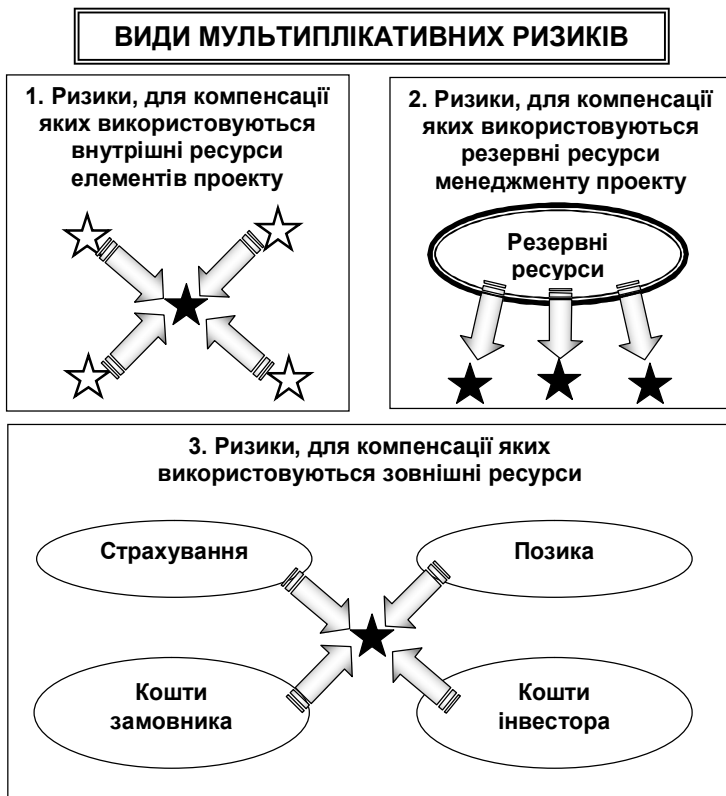 ВИДИ МУЛЬТИПЛІКАТИВНИХ РИЗИКІВ
1. Ризики, для компенсації
яких використовуються
внутрішні ресурси
елементів проекту
2. Ризики, для компенсації
яких використовуються
резервні ресурси
менеджменту проекту
Резервні
ресурси
3. Ризики, для компенсації яких
використовуються зовнішні ресурси
Страхування
Позика
Кошти
замовника
Кошти
інвестора